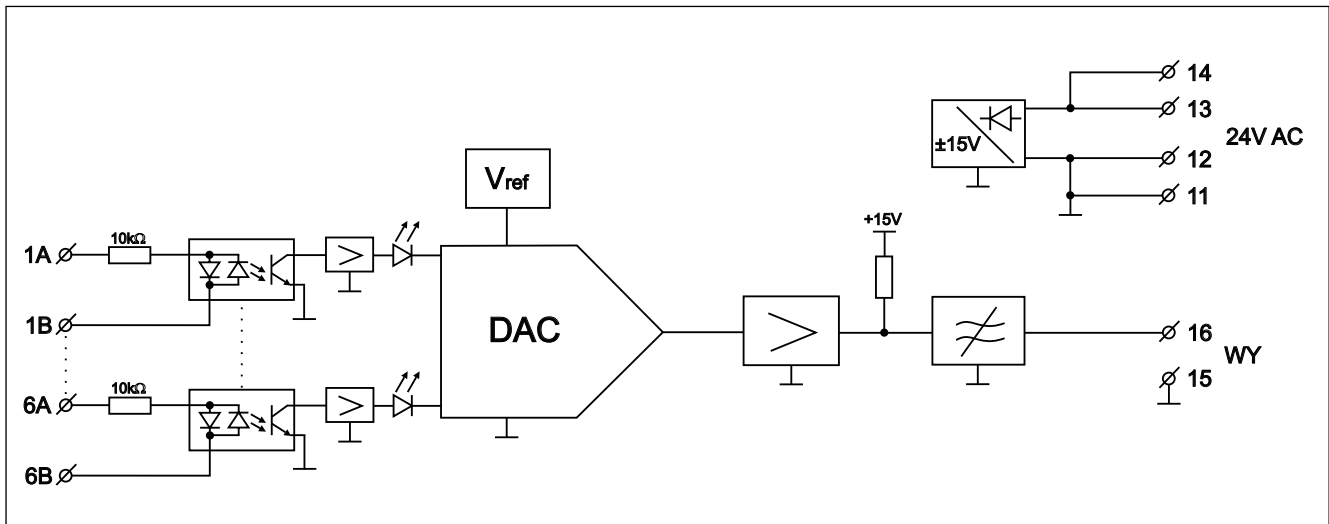 14
13
24V AC
±15V
12
11
Vref
+15V
10kΩ
1A
1B
DAC
16
WY
15
10kΩ
6A
6B